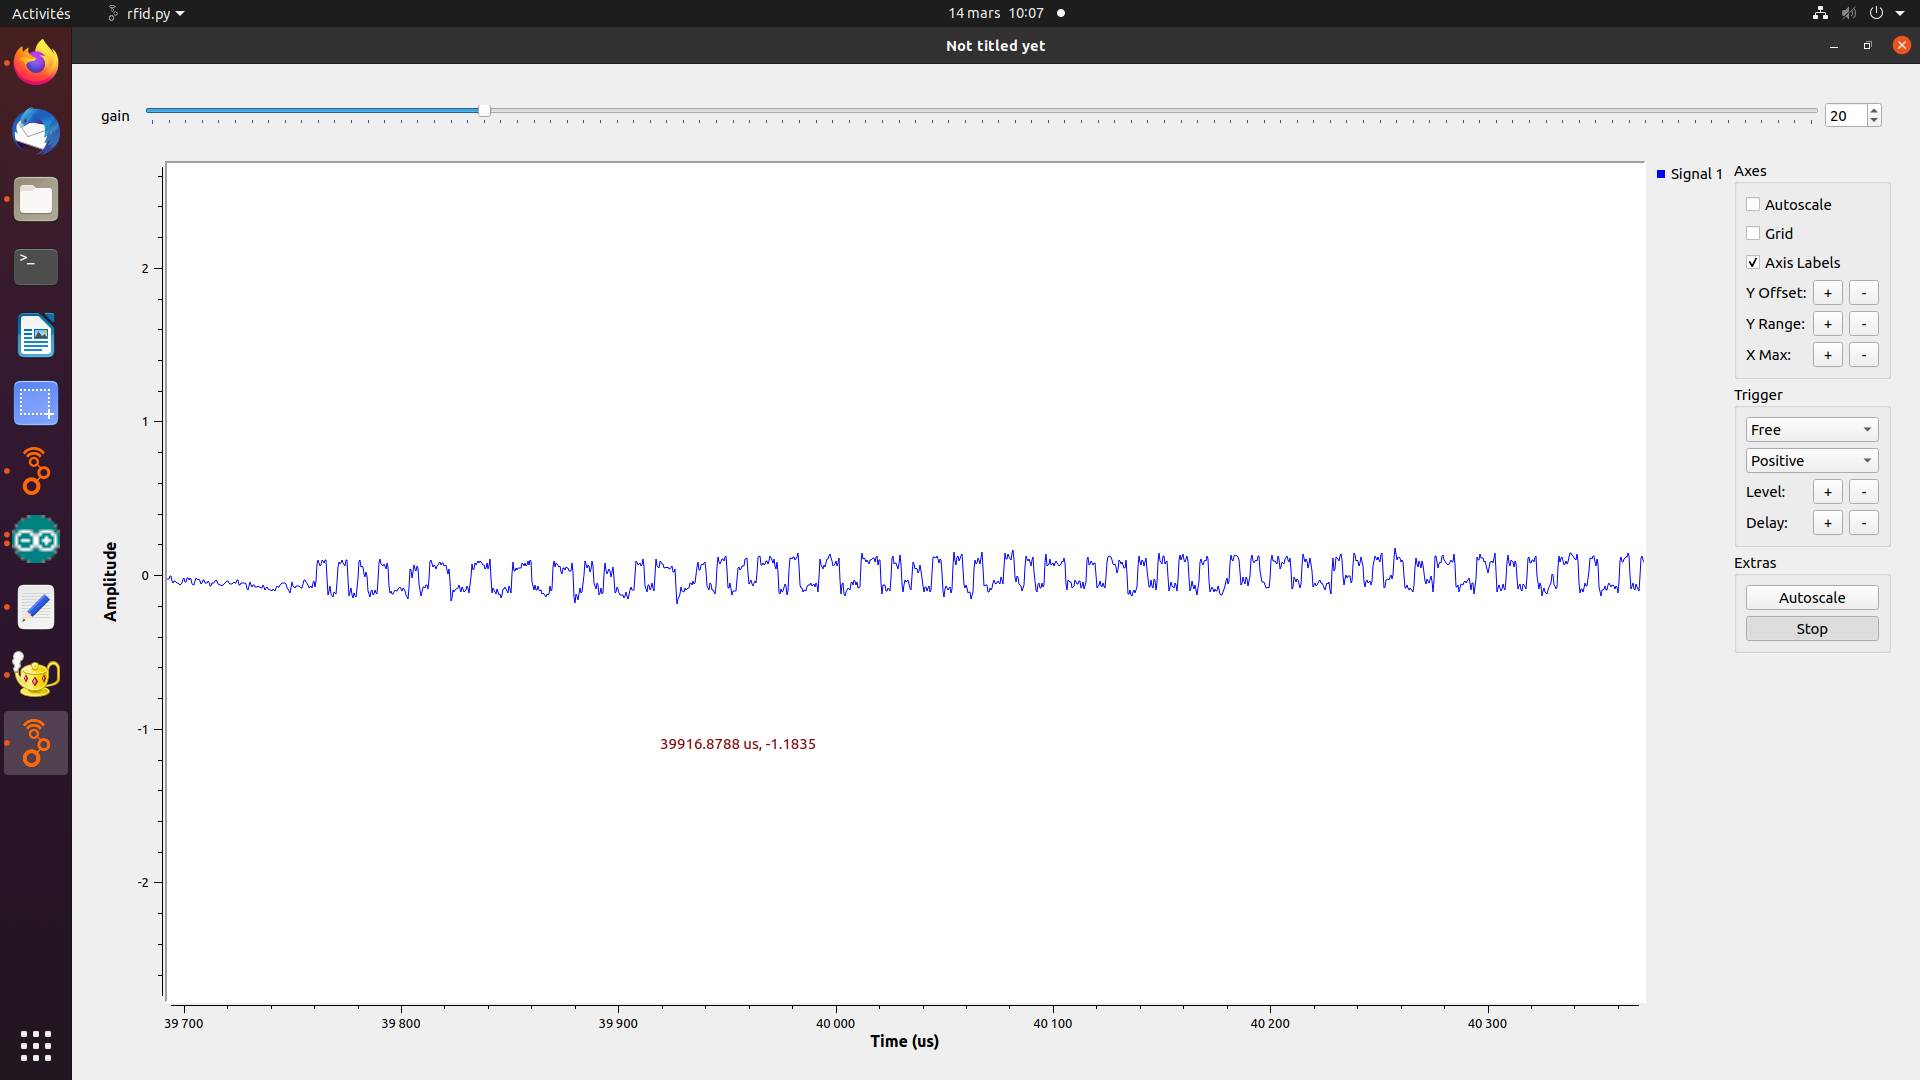 Activités rfid.py 14 mars 10:07
Not titled yet
gain 20
Signal 1
Axes
Autoscale
Grid
Axis Labels
Y Offset: + -
Y Range: + -
X Max: + -
Trigger
Free
Positive
Level: + -
Delay: + -
Extras
Autoscale
Stop
Amplitude
2
1
0
-1
-2
39916.8788 us, -1.1835
39 700 39 800 39 900 40 000 40 100 40 200 40 300
Time (us)
>_